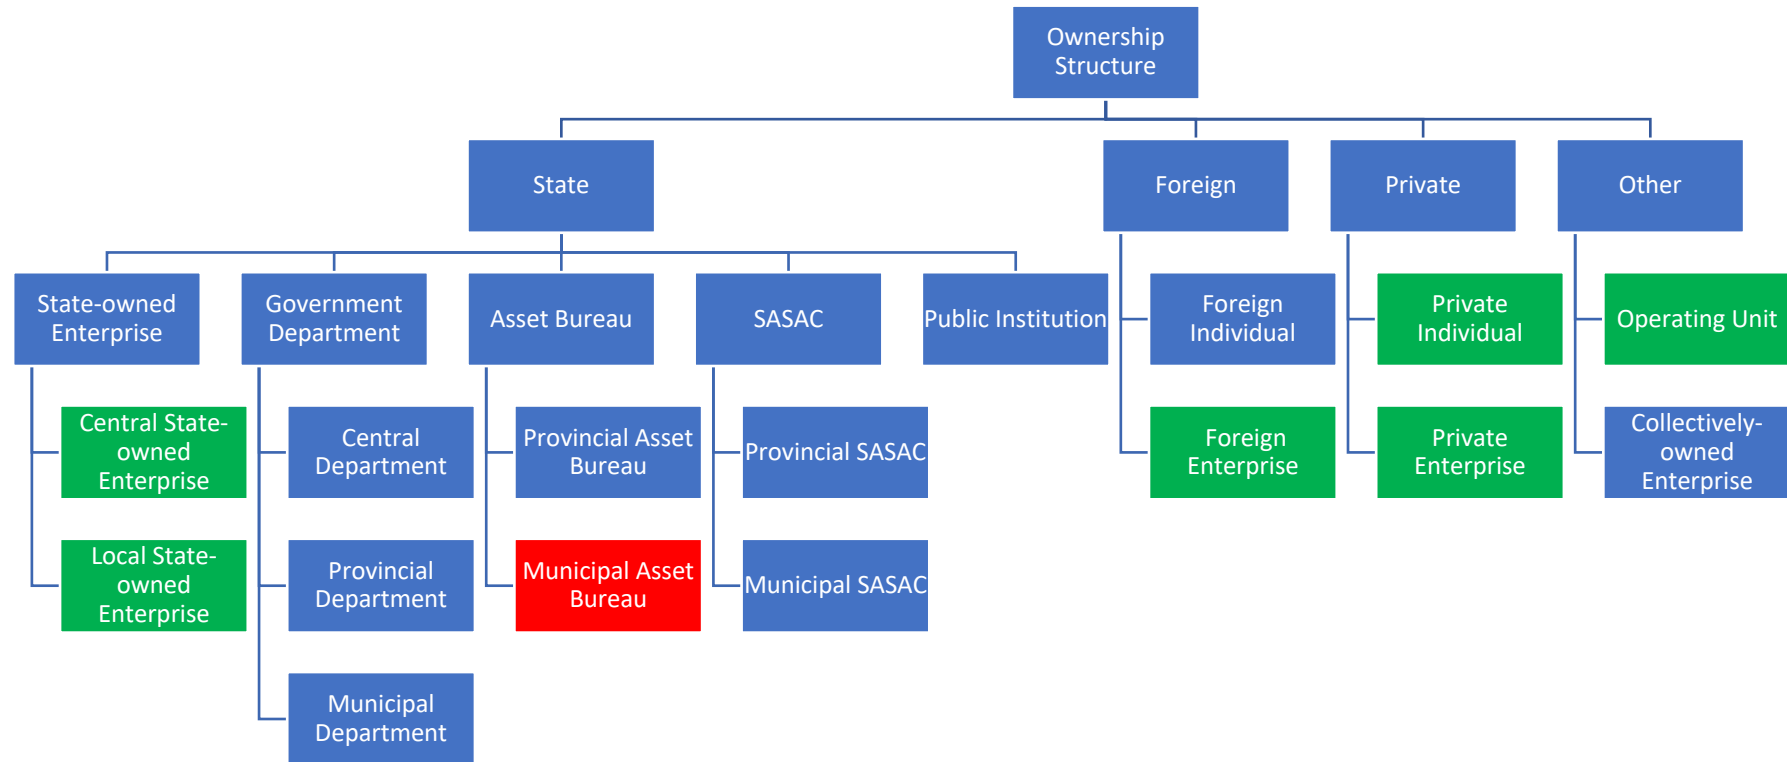 Ownership
Structure
State
Foreign
Private
Other
State-owned
Enterprise
Government
Department
Asset Bureau
SASAC
Public Institution
Foreign
Individual
Private
Individual
Operating Unit
Central State-
owned
Enterprise
Central
Department
Provincial Asset
Bureau
Provincial SASAC
Foreign
Enterprise
Private
Enterprise
Collectively-
owned
Enterprise
Local State-
owned
Enterprise
Provincial
Department
Municipal Asset
Bureau
Municipal SASAC
Municipal
Department